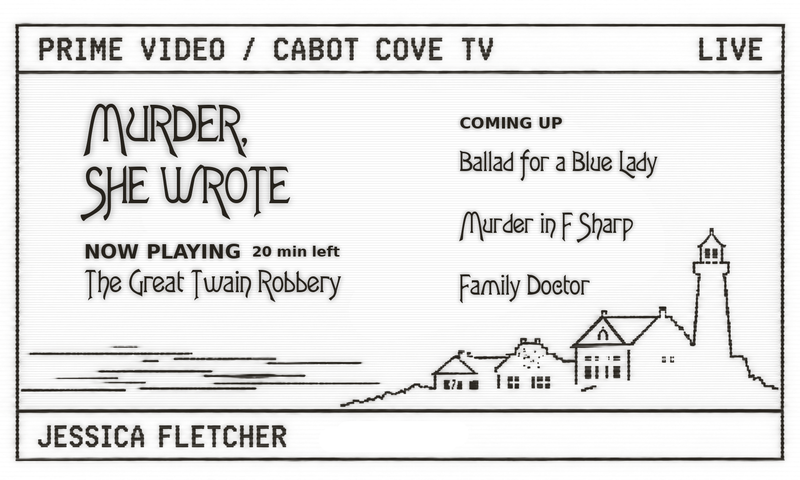 PRIME VIDEO / CABOT COVE TV LIVE
MURDER,
SHE WROTE
NOW PLAYING 20 min left
The Great Twain Robbery
COMING UP
Ballad for a Blue Lady
Murder in F Sharp
Family Doctor
JESSICA FLETCHER